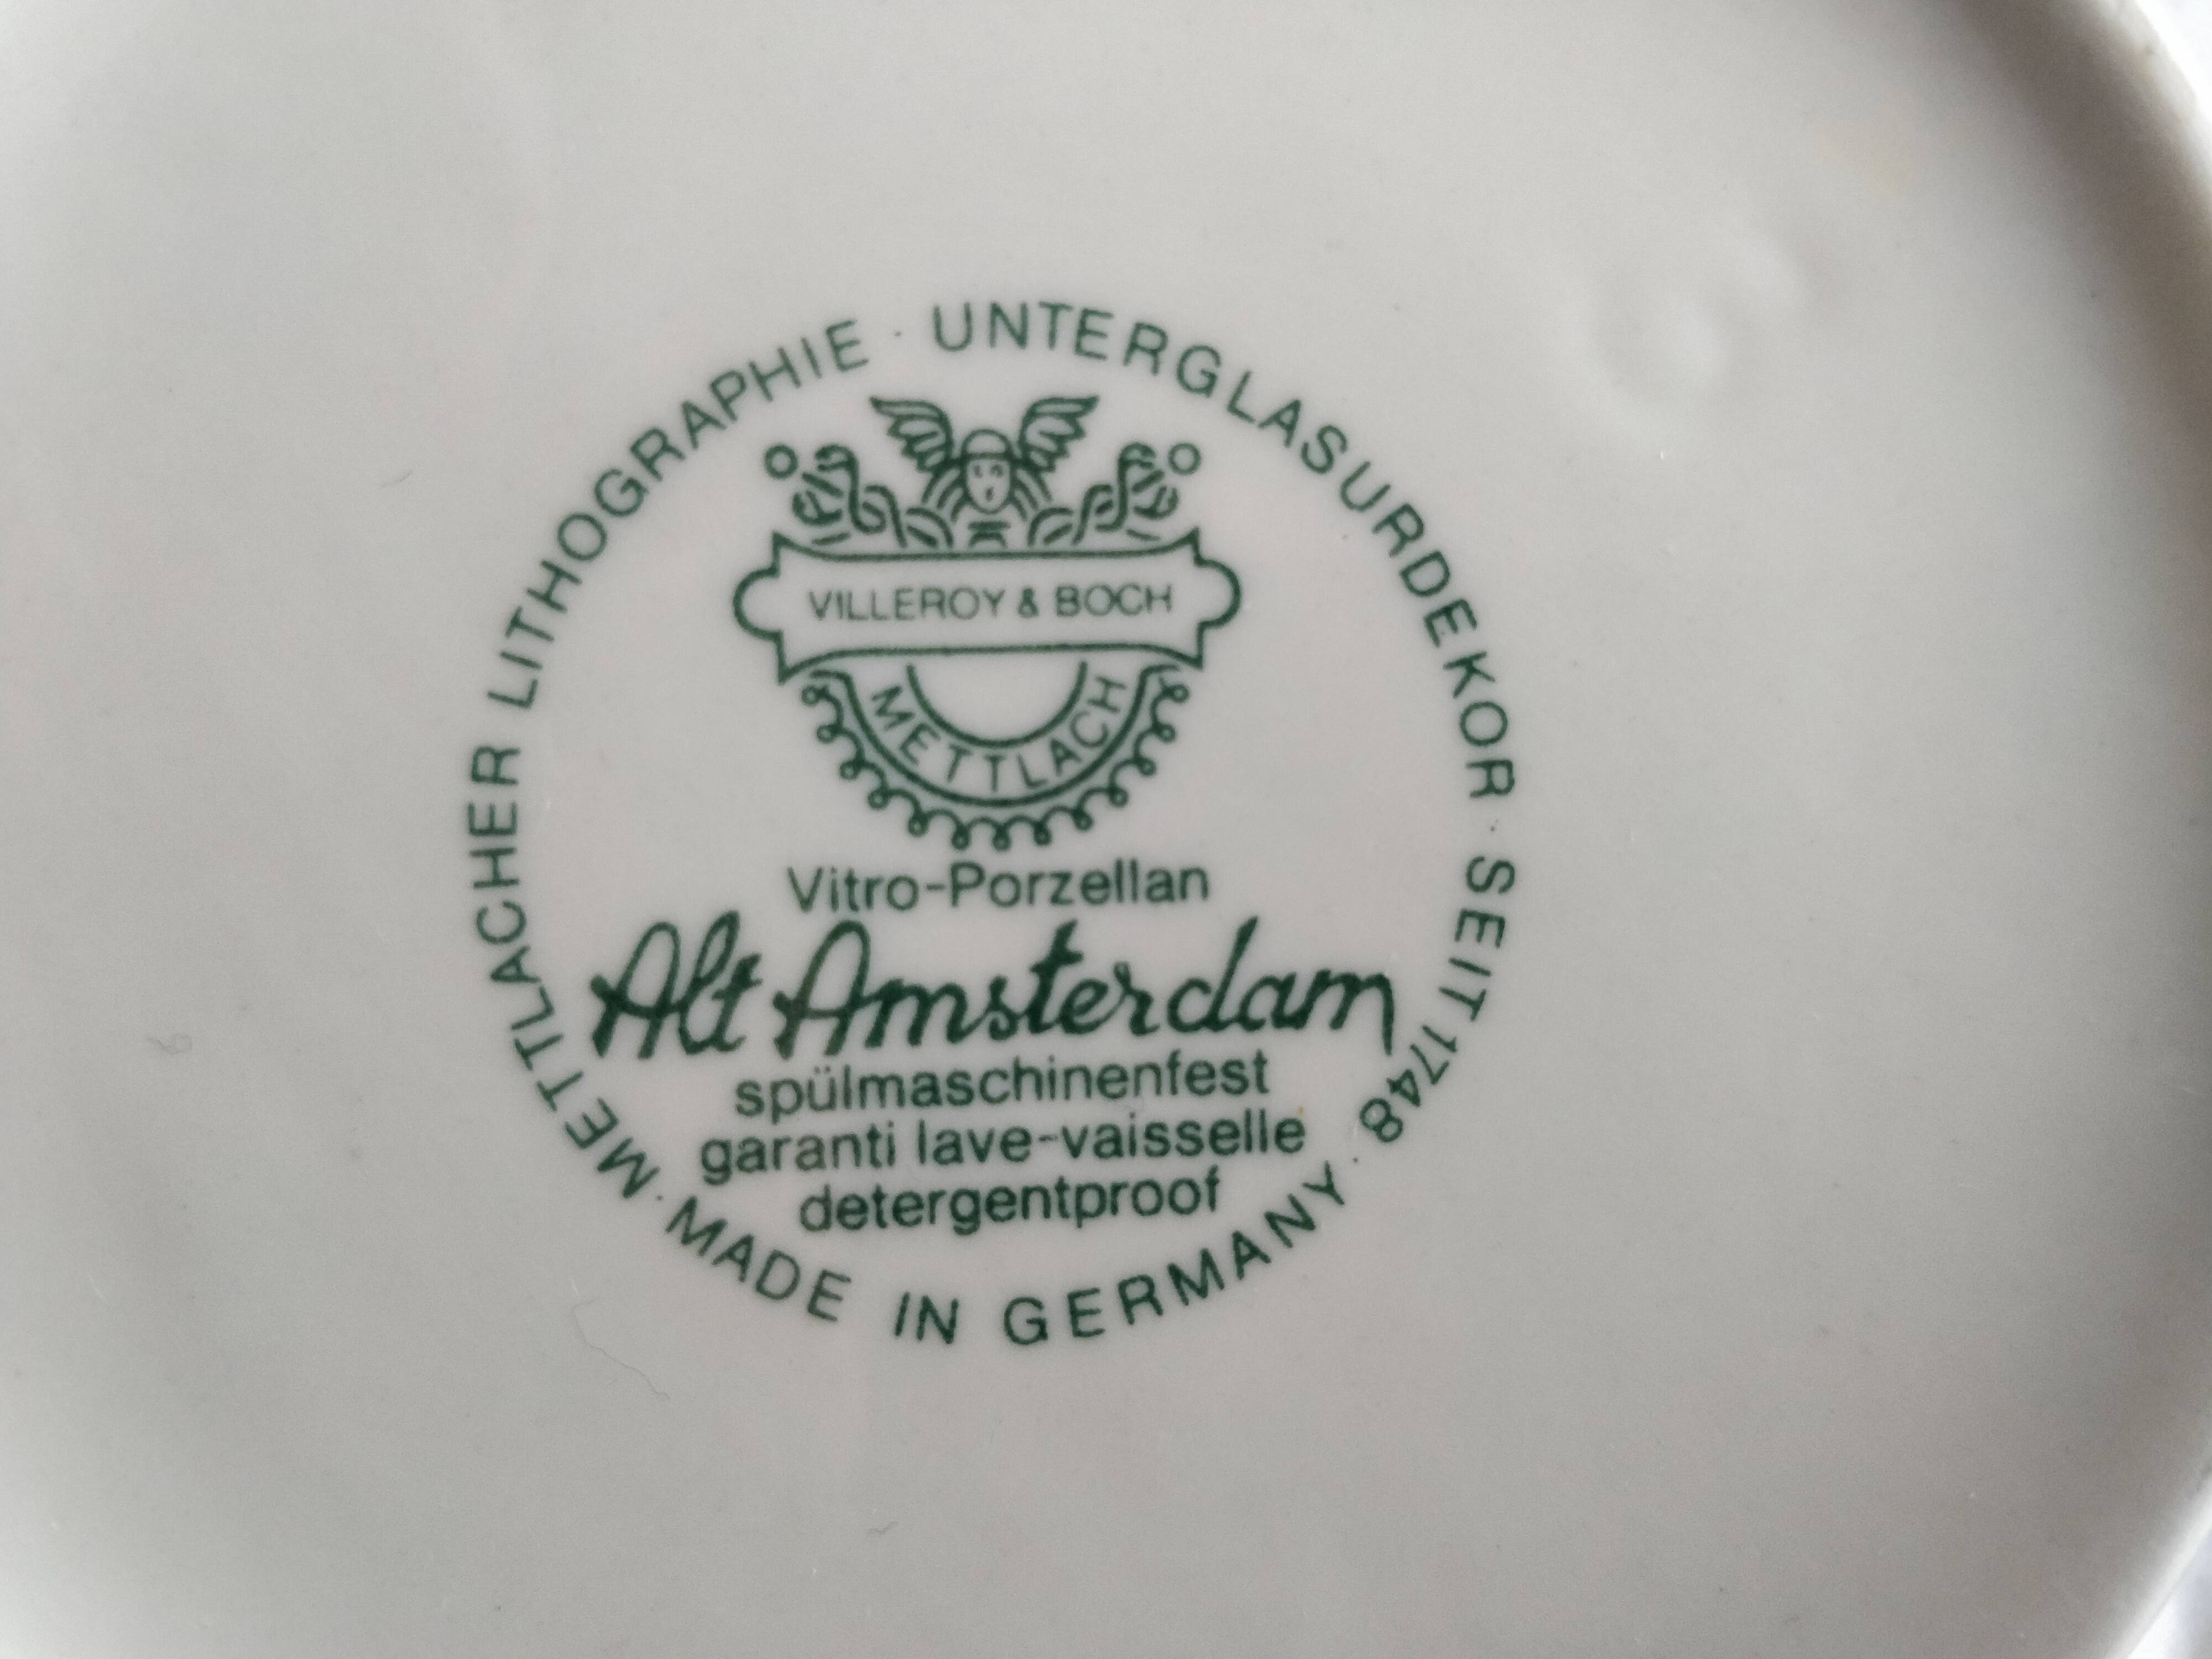 METTLACHER LITHOGRAPHIE · UNTERGLASURDEKOR · SEIT 1748 ·
VILLEROY & BOCH
METTLACH
Vitro-Porzellan
Alt Amsterdam
spülmaschinenfest
garanti lave-vaisselle
detergentproof
· MADE IN GERMANY